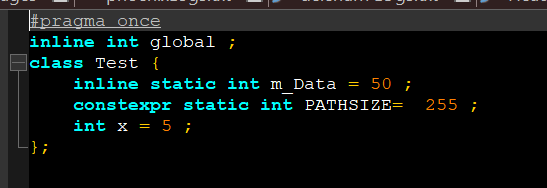 #pragma once
inline int global ;
class Test {
    inline static int m_Data = 50 ;
    constexpr static int PATHSIZE=  255 ;
    int x = 5 ;
};